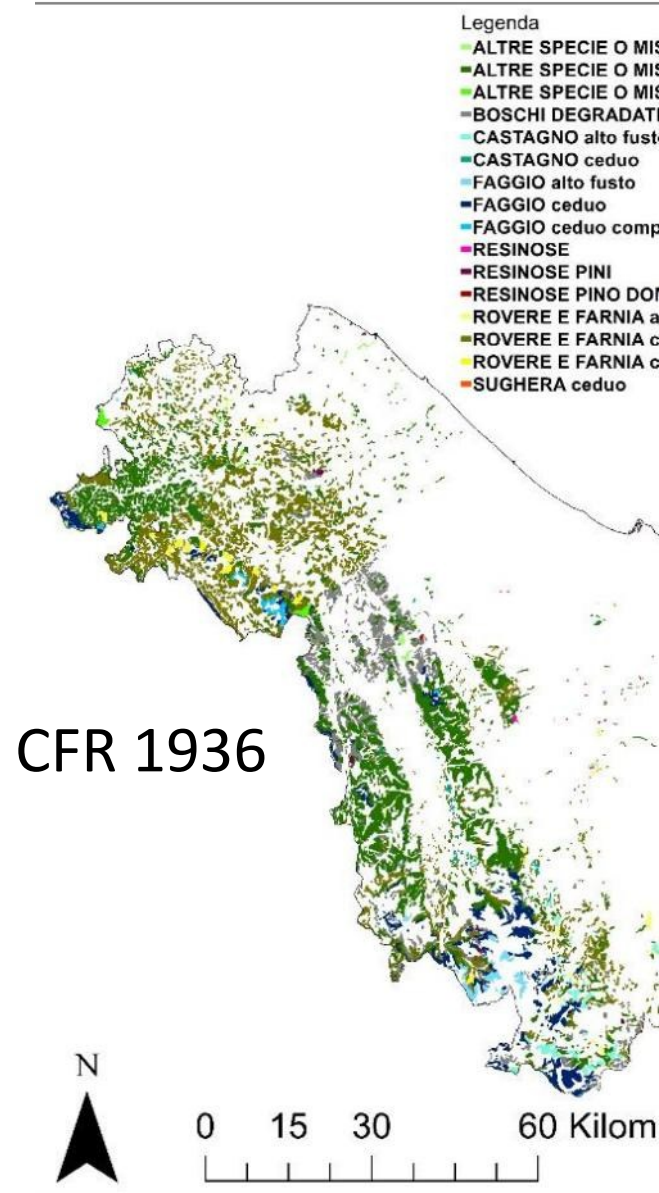 Legenda
ALTRE SPECIE O MIS
ALTRE SPECIE O MIS
ALTRE SPECIE O MIS
BOSCHI DEGRADATI
CASTAGNO alto fusto
CASTAGNO ceduo
FAGGIO alto fusto
FAGGIO ceduo
FAGGIO ceduo comp
RESINOSE
RESINOSE PINI
RESINOSE PINO DOM
ROVERE E FARNIA a
ROVERE E FARNIA c
ROVERE E FARNIA c
SUGHERA ceduo
CFR 1936
N
0 15 30 60 Kilom